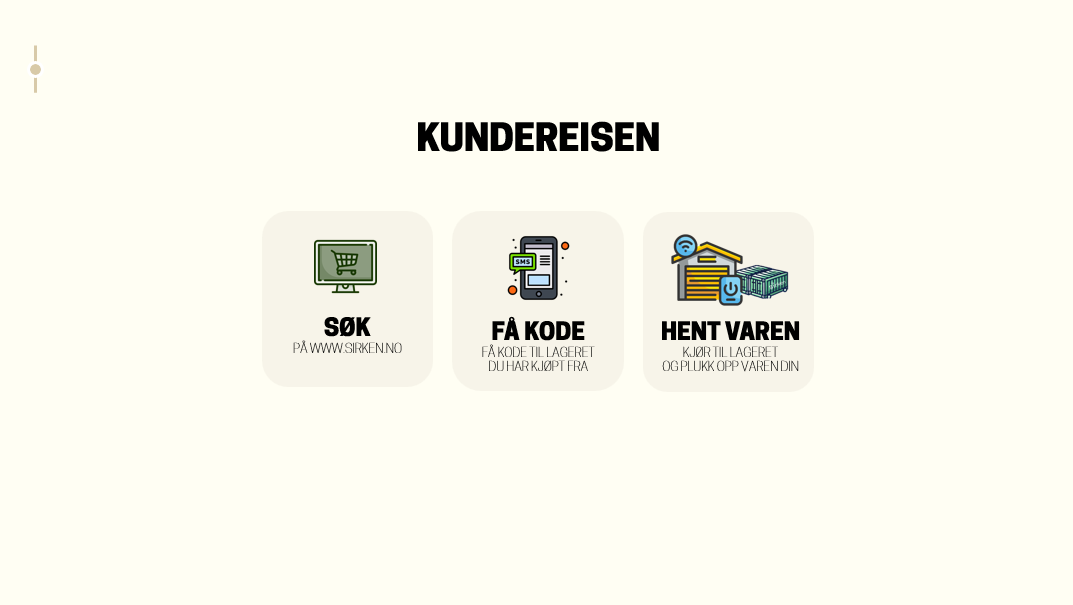 KUNDEREISEN
SØK
PÅ WWW.SIRKEN.NO
SMS
FÅ KODE
FÅ KODE TIL LAGERET
DU HAR KJØPT FRA
HENT VAREN
KJØR TIL LAGERET
OG PLUKK OPP VAREN DIN